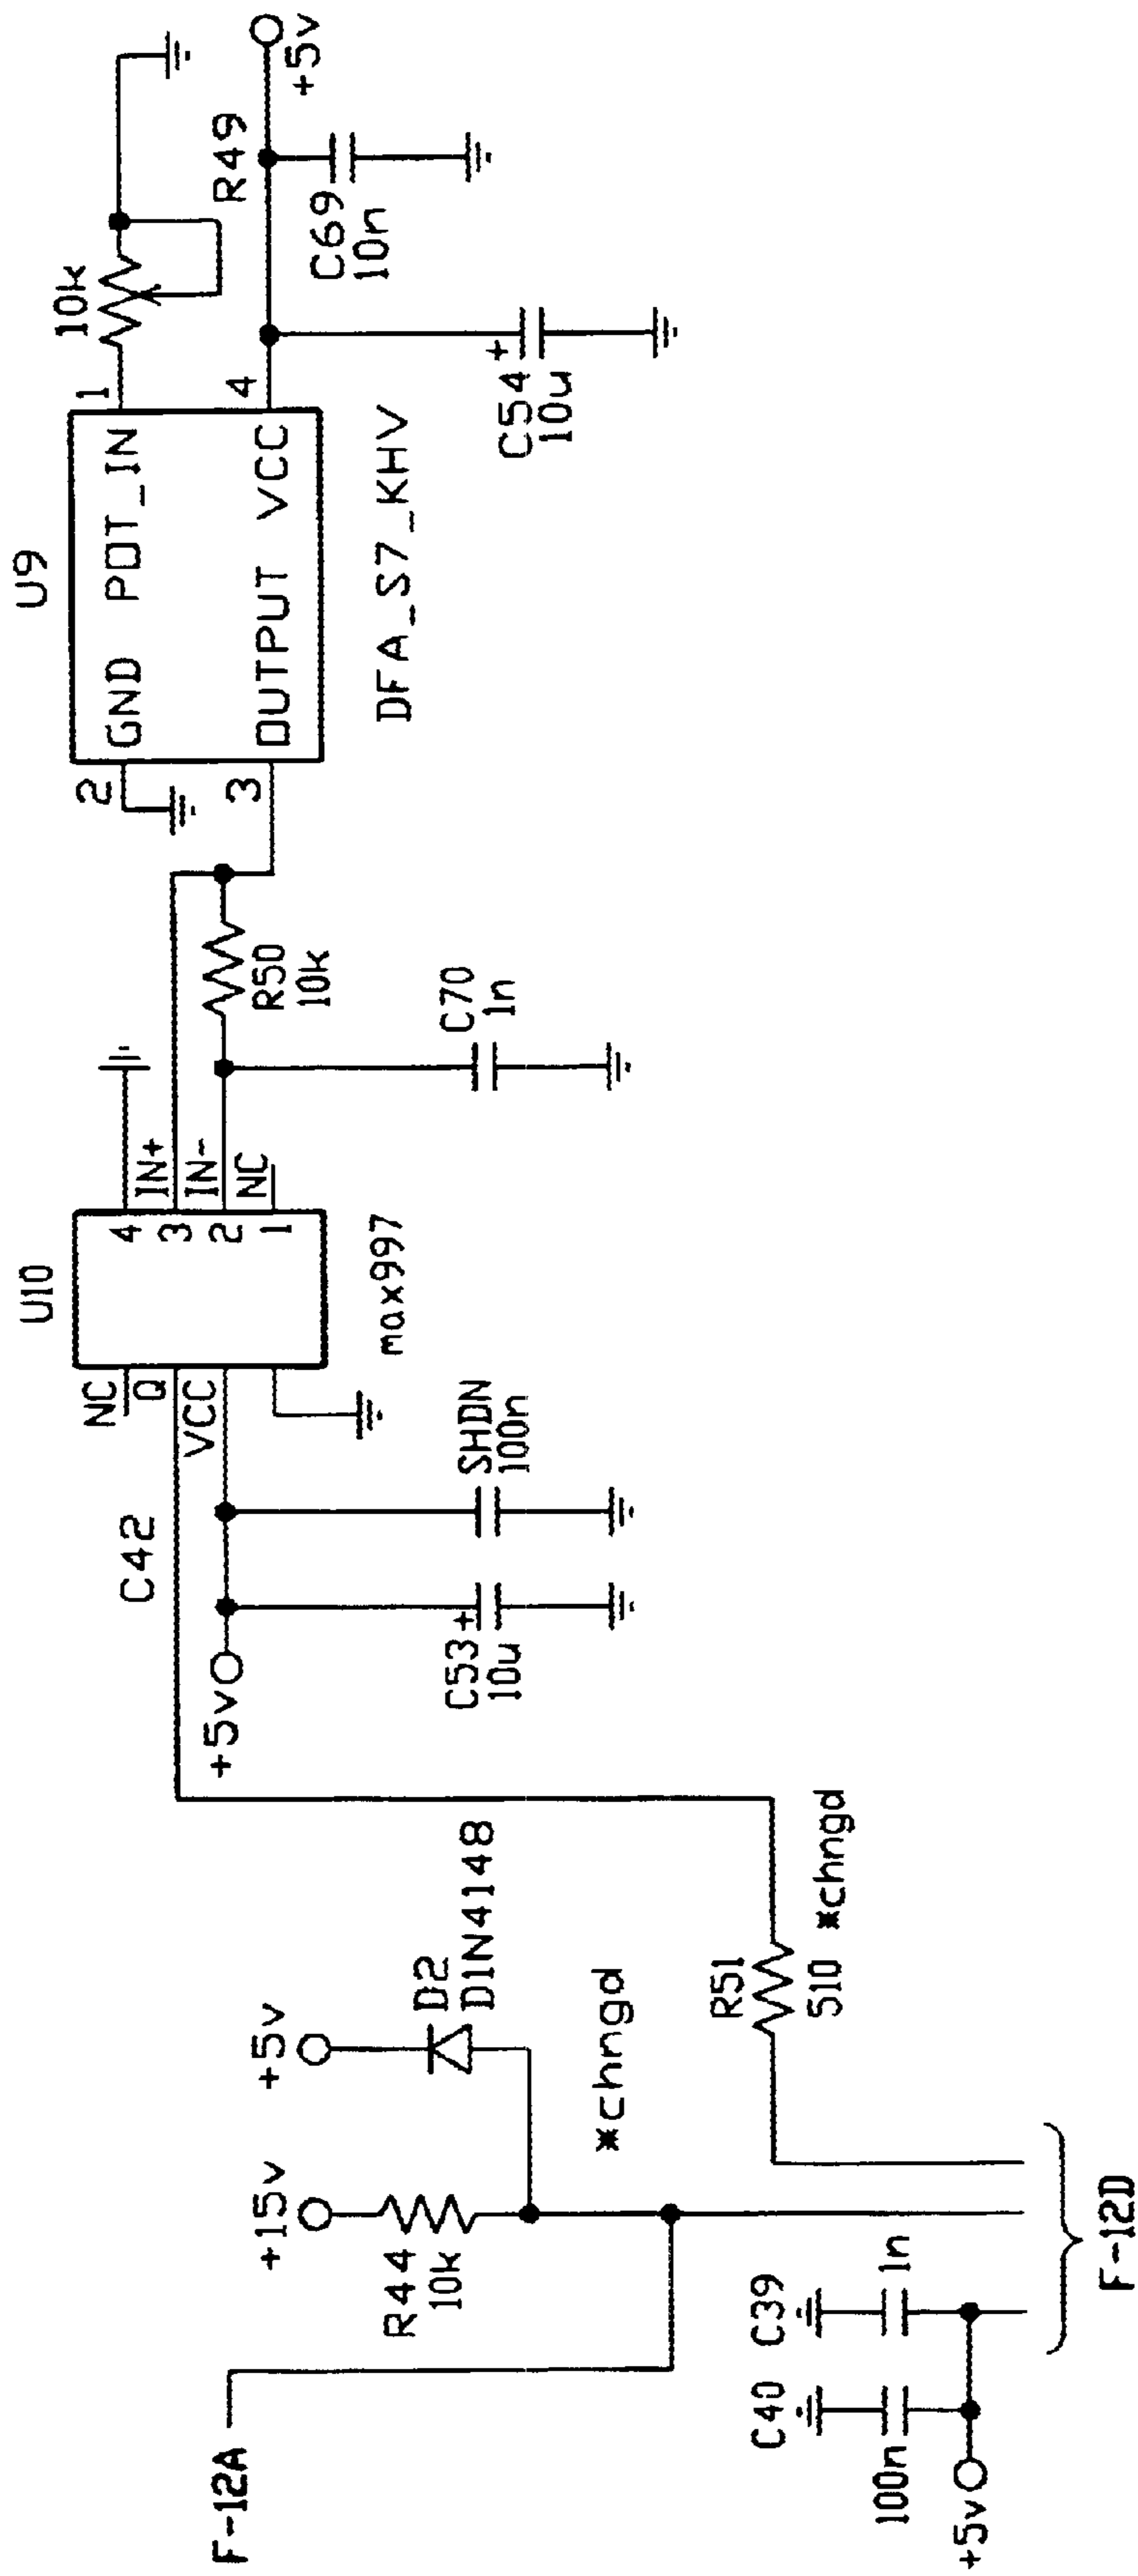 U9
GND POT_IN
OUTPUT VCC
2
3
1
4
DFA_S7_KHV
10k
R49
+5v
C69
10n
C54
+
10u
R50
10k
C70
1n
U10
4
3
2
1
IN+
IN-
NC
max997
NC
Q
VCC
C42
SHDN
100n
C53
+
10u
+5v
R51
510
*chngd
+5v
D2
D1N4148
*chngd
+15v
R44
10k
F-12A
C39
1n
C40
100n
+5v
F-12D